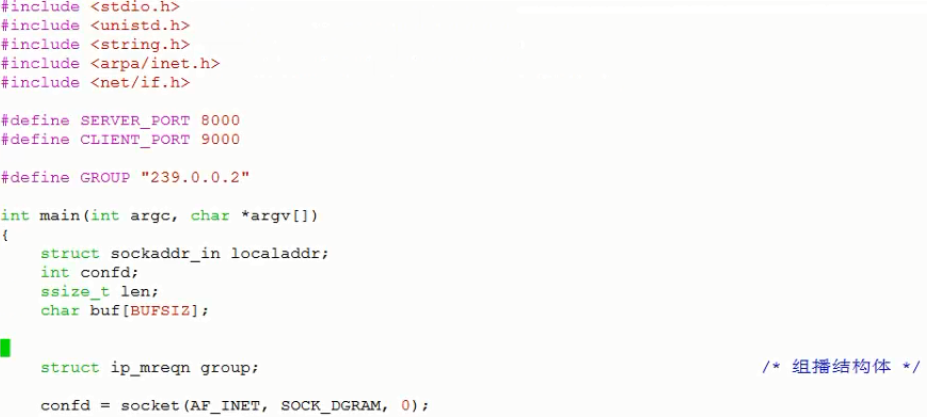 #include <stdio.h>
#include <unistd.h>
#include <string.h>
#include <arpa/inet.h>
#include <net/if.h>
#define SERVER_PORT 8000
#define CLIENT_PORT 9000
#define GROUP "239.0.0.2"
int main(int argc, char *argv[])
{
    struct sockaddr_in localaddr;
    int confd;
    ssize_t len;
    char buf[BUFSIZ];
    struct ip_mreqn group; /* 组播结构体 */
    confd = socket(AF_INET, SOCK_DGRAM, 0);